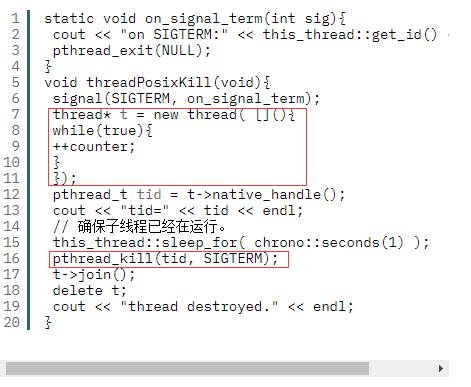 1 static void on_signal_term(int sig){
2 cout << "on SIGTERM:" << this_thread::get_id()
3 pthread_exit(NULL);
4 }
5 void threadPosixKill(void){
6 signal(SIGTERM, on_signal_term);
7 thread* t = new thread( [](){
8 while(true){
9 ++counter;
10 }
11 });
12 pthread_t tid = t->native_handle();
13 cout << "tid=" << tid << endl;
14 // 确保子线程已经在运行。
15 this_thread::sleep_for( chrono::seconds(1) );
16 pthread_kill(tid, SIGTERM);
17 t->join();
18 delete t;
19 cout << "thread destroyed." << endl;
20 }